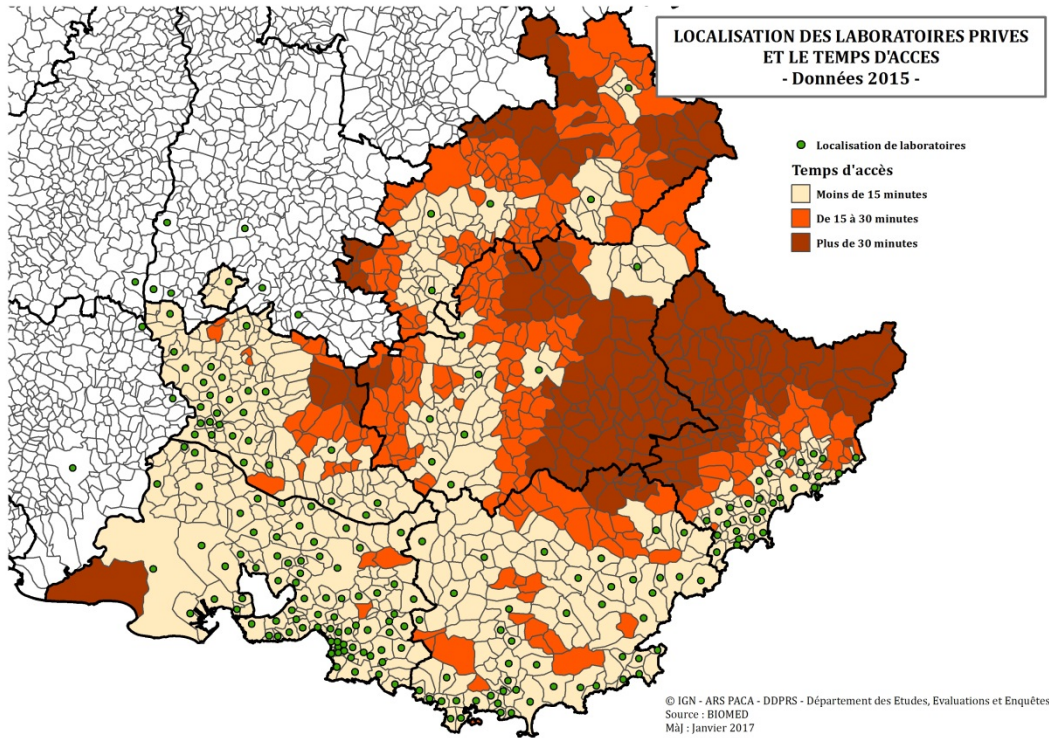 LOCALISATION DES LABORATOIRES PRIVES
ET LE TEMPS D'ACCES
- Données 2015 -
Localisation de laboratoires
Temps d'accès
Moins de 15 minutes
De 15 à 30 minutes
Plus de 30 minutes
© IGN - ARS PACA - DDPRS - Département des Etudes, Evaluations et Enquêtes
Source : BIOMED
Màj : Janvier 2017